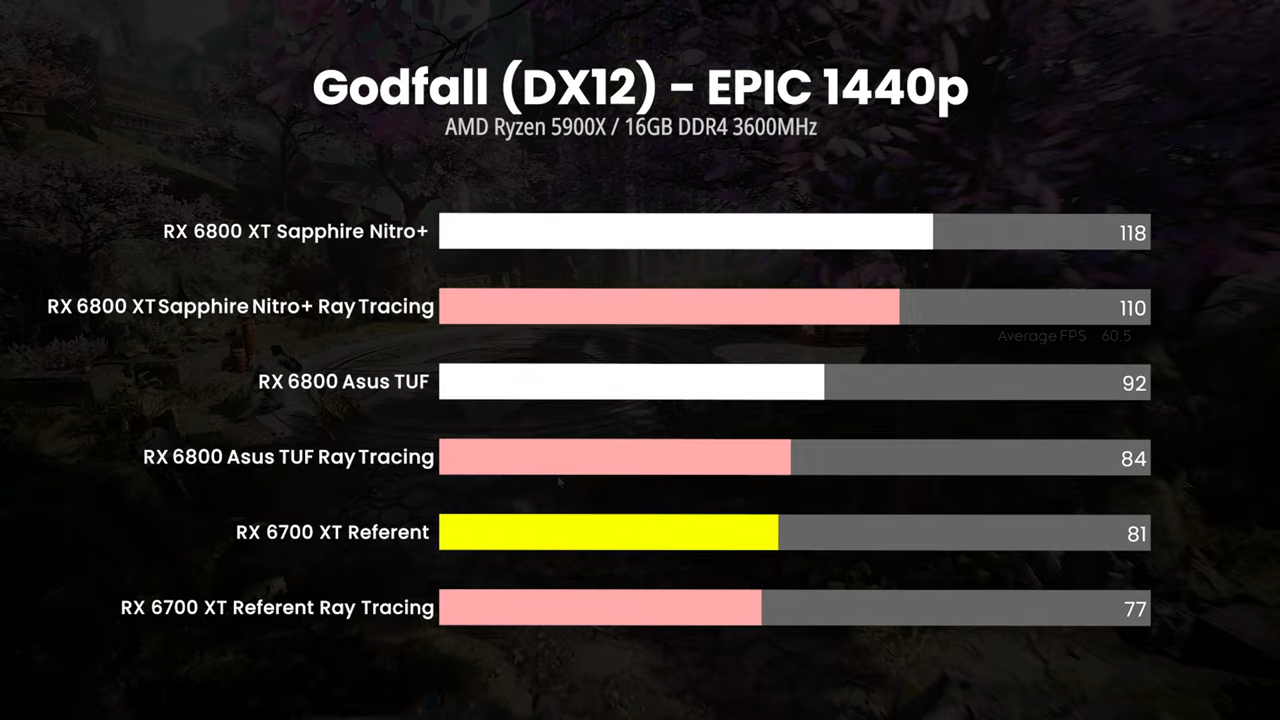 Godfall (DX12) - EPIC 1440p
AMD Ryzen 5900X / 16GB DDR4 3600MHz
RX 6800 XT Sapphire Nitro+ 118
RX 6800 XT Sapphire Nitro+ Ray Tracing 110
Average FPS 60.5
RX 6800 Asus TUF 92
RX 6800 Asus TUF Ray Tracing 84
RX 6700 XT Referent 81
RX 6700 XT Referent Ray Tracing 77